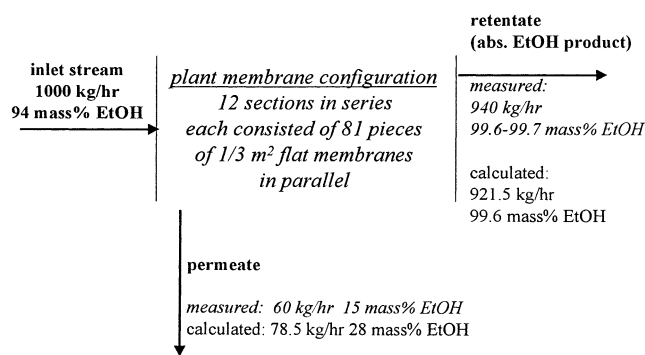 inlet stream
1000 kg/hr
94 mass% EtOH
plant membrane configuration
12 sections in series
each consisted of 81 pieces
of 1/3 m² flat membranes
in parallel
retentate
(abs. EtOH product)
measured:
940 kg/hr
99.6-99.7 mass% EtOH
calculated:
921.5 kg/hr
99.6 mass% EtOH
permeate
measured: 60 kg/hr 15 mass% EtOH
calculated: 78.5 kg/hr 28 mass% EtOH